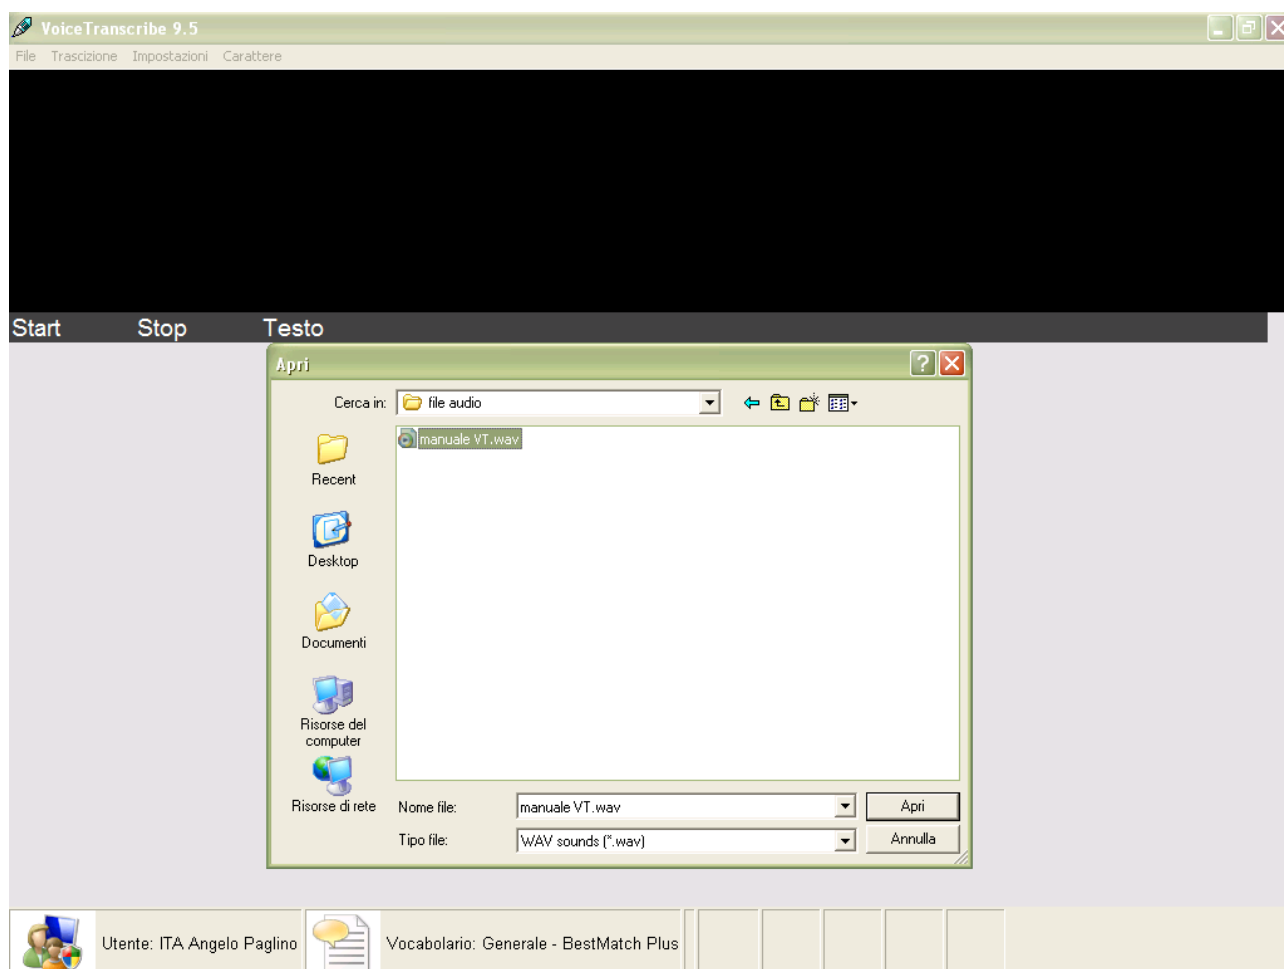 VoiceTranscribe 9.5
File Trascizione Impostazioni Carattere
Start Stop Testo
Apri
Cerca in: file audio
manuale VT.wav
Recent
Desktop
Documenti
Risorse del
computer
Risorse di rete
Nome file: manuale VT.wav Apri
Tipo file: WAV sounds (*.wav) Annulla
Utente: ITA Angelo Paglino Vocabolario: Generale - BestMatch Plus